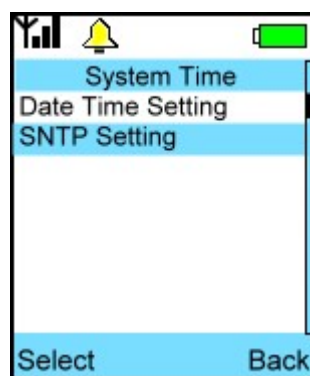 System Time
Date Time Setting
SNTP Setting
Select Back